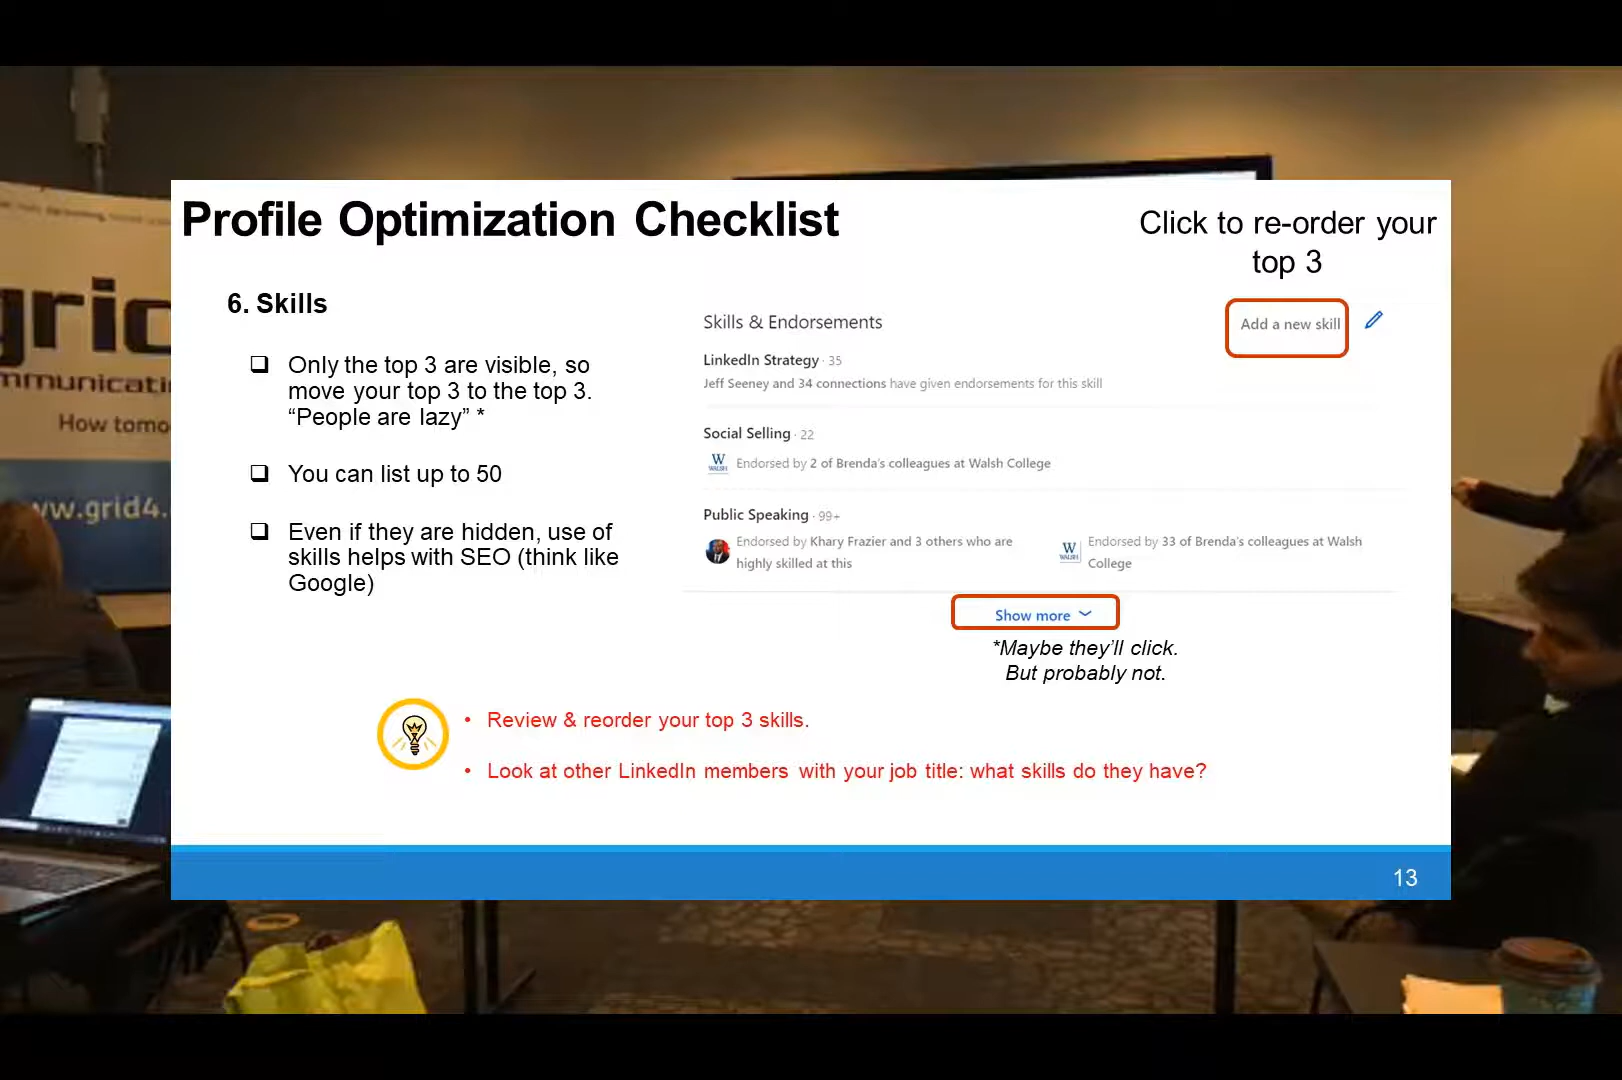 Profile Optimization Checklist
Click to re-order your
top 3
6. Skills
Only the top 3 are visible, so
move your top 3 to the top 3.
“People are lazy” *
You can list up to 50
Even if they are hidden, use of
skills helps with SEO (think like
Google)
Skills & Endorsements
Add a new skill
LinkedIn Strategy · 35
Jeff Seeney and 34 connections have given endorsements for this skill
Social Selling · 22
W
WALSH
Endorsed by 2 of Brenda's colleagues at Walsh College
Public Speaking · 99+
Endorsed by Khary Frazier and 3 others who are
highly skilled at this
W
WALSH
Endorsed by 33 of Brenda's colleagues at Walsh
College
Show more
*Maybe they’ll click.
But probably not.
• Review & reorder your top 3 skills.
• Look at other LinkedIn members with your job title: what skills do they have?
13
grid
mmunicati
How tomo
ww.grid4.